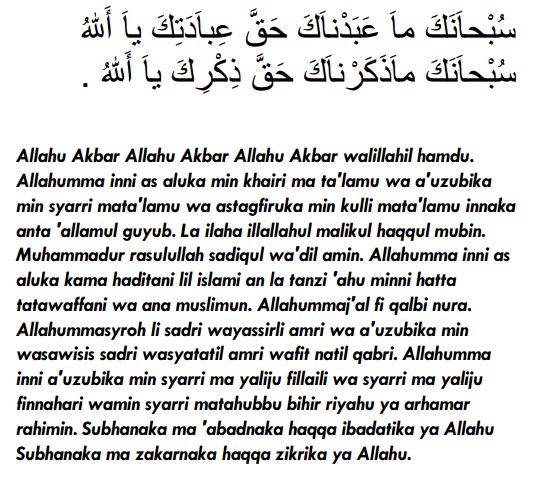 سُبْحاَنَكَ ماَ عَبَدْناَكَ حَقَّ عِباَدَتِكَ ياَ أَللهُ
سُبْحاَنَكَ ماَذَكَرْناَكَ حَقَّ ذِكْرِكَ ياَ أَللهُ .
Allahu Akbar Allahu Akbar Allahu Akbar walillahil hamdu.
Allahumma inni as aluka min khairi ma ta'lamu wa a'uzubika
min syarri mata'lamu wa astagfiruka min kulli mata'lamu innaka
anta 'allamul guyub. La ilaha illallahul malikul haqqul mubin.
Muhammadur rasulullah sadiqul wa'dil amin. Allahumma inni as
aluka kama haditani lil islami an la tanzi 'ahu minni hatta
tatawaffani wa ana muslimun. Allahummaj'al fi qalbi nura.
Allahummasyroh li sadri wayassirli amri wa a'uzubika min
wasawisis sadri wasyatatil amri wafit natil qabri. Allahumma
inni a'uzubika min syarri ma yaliju fillaili wa syarri ma yaliju
finnahari wamin syarri matahubbu bihir riyahu ya arhamar
rahimin. Subhanaka ma 'abadnaka haqqa ibadatika ya Allahu
Subhanaka ma zakarnaka haqqa zikrika ya Allahu.